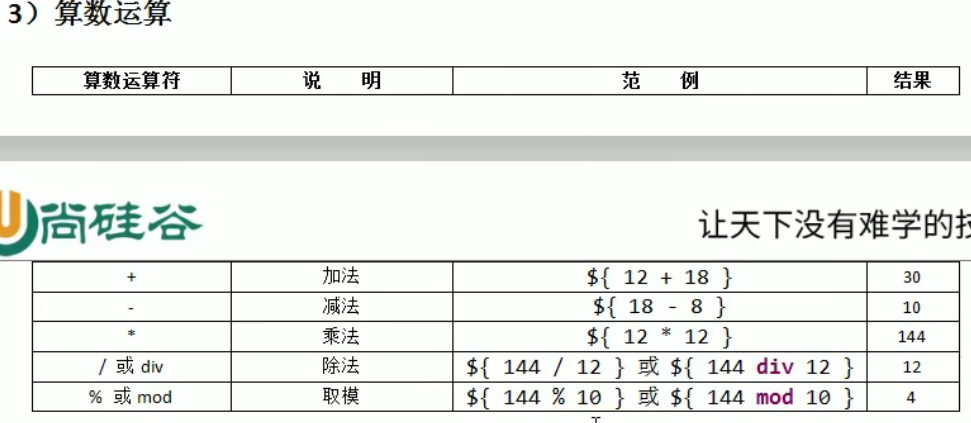 3）算数运算
算数运算符 说 明 范 例 结果
尚硅谷 让天下没有难学的技
+ 加法 ${ 12 + 18 } 30
- 减法 ${ 18 - 8 } 10
* 乘法 ${ 12 * 12 } 144
/ 或 div 除法 ${ 144 / 12 } 或 ${ 144 div 12 } 12
% 或 mod 取模 ${ 144 % 10 } 或 ${ 144 mod 10 } 4